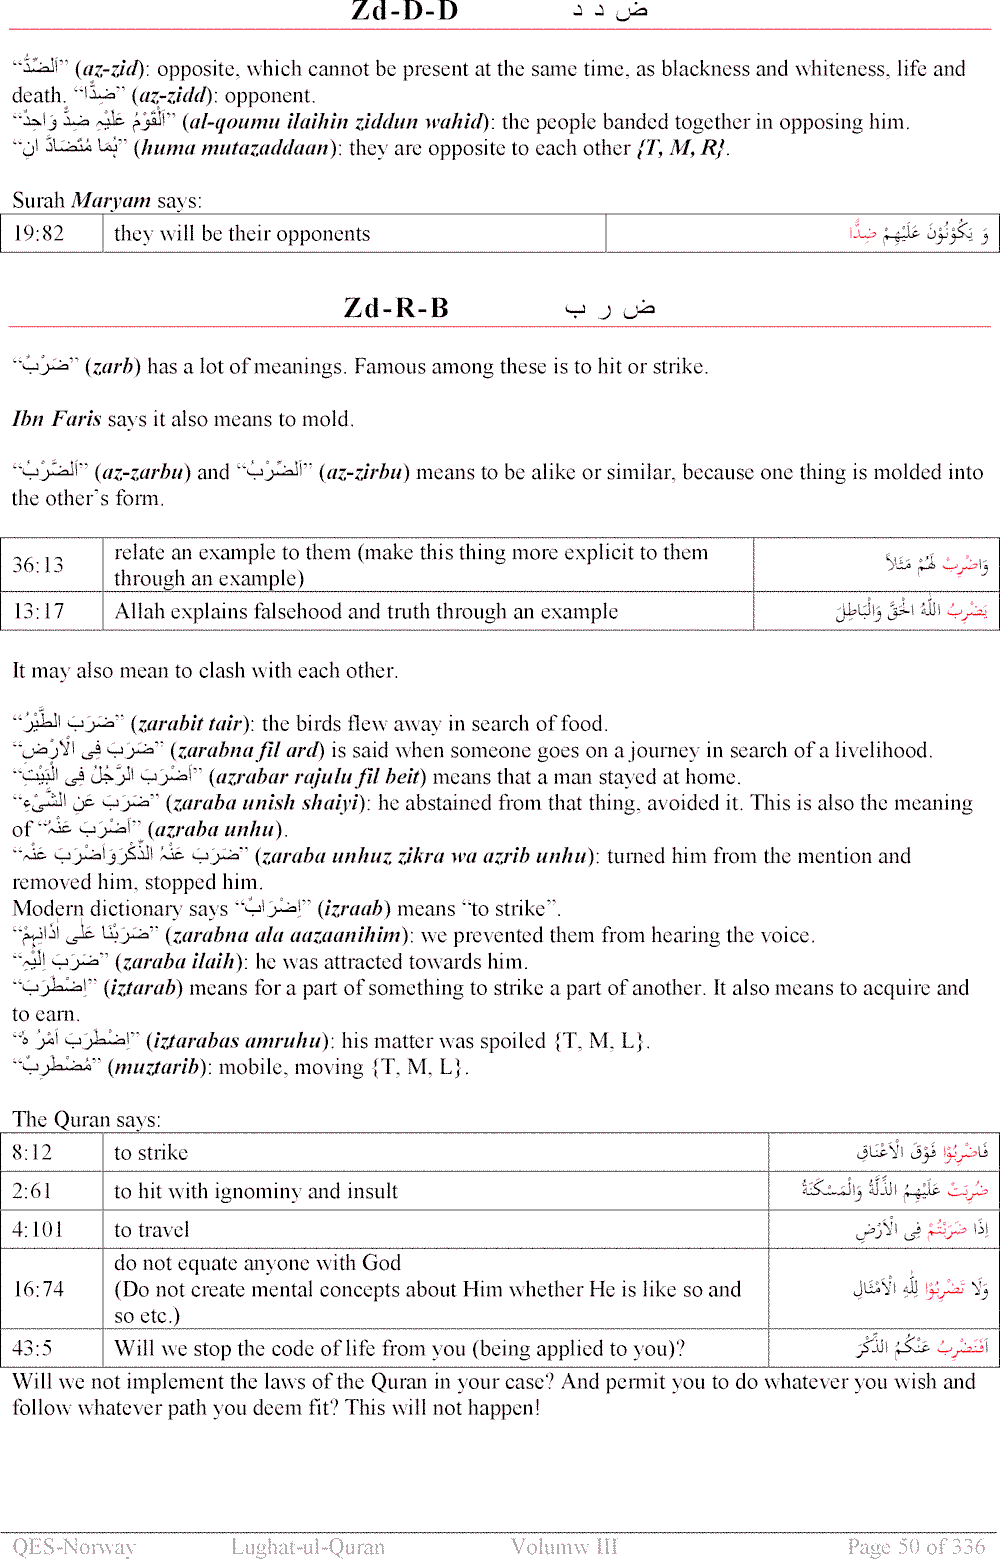 Zd-D-D ض د د
“اَلضِّدُّ” (az-zid): opposite, which cannot be present at the same time, as blackness and whiteness, life and
death. “ضِدًّا” (az-zidd): opponent.
“اَلْقَوْمُ عَلَيْہِ ضِدٌّ وَاحِدٌ” (al-qoumu ilaihin ziddun wahid): the people banded together in opposing him.
“ہُمَا مُتَضَادَّ انِ” (huma mutazaddaan): they are opposite to each other {T, M, R}.
Surah Maryam says:
19:82 they will be their opponents وَ يَكُوْنُوْنَ عَلَيْهِمْ ضِدًّا
Zd-R-B ض ر ب
“ضَرْبٌ” (zarb) has a lot of meanings. Famous among these is to hit or strike.
Ibn Faris says it also means to mold.
“اَلضَّرْبُ” (az-zarbu) and “اَلضِّرْبُ” (az-zirbu) means to be alike or similar, because one thing is molded into
the other’s form.
36:13 relate an example to them (make this thing more explicit to them
through an example) وَاضْرِبْ لَهُمْ مَثَلاً
13:17 Allah explains falsehood and truth through an example يَضْرِبُ اللّٰهُ الْحَقَّ وَالْبَاطِلَ
It may also mean to clash with each other.
“ضَرَبَ الطَّيْرُ” (zarabit tair): the birds flew away in search of food.
“ضَرَبَ فِی الْاَرْضِ” (zarabna fil ard) is said when someone goes on a journey in search of a livelihood.
“اَضْرَبَ الرَّجُلُ فِی الْبَيْتِ” (azrabar rajulu fil beit) means that a man stayed at home.
“ضَرَبَ عَنِ الشَّیْءِ” (zaraba unish shaiyi): he abstained from that thing, avoided it. This is also the meaning
of “اَضْرَبَ عَنْہُ” (azraba unhu).
“ضَرَبَ عَنْہُ الذِّکْرَوَاَضْرَبَ عَنْہ” (zaraba unhuz zikra wa azrib unhu): turned him from the mention and
removed him, stopped him.
Modern dictionary says “اِضْرَابٌ” (izraab) means “to strike”.
“ضَرَبْنَا عَلٰی اٰذَانِہِمْ” (zarabna ala aazaanihim): we prevented them from hearing the voice.
“ضَرَبَ اِلَيْہِ” (zaraba ilaih): he was attracted towards him.
“اِضْطَرَبَ” (iztarab) means for a part of something to strike a part of another. It also means to acquire and
to earn.
“اِضْطَرَبَ اَمْرُ ہٗ” (iztarabas amruhu): his matter was spoiled {T, M, L}.
“مُضْطَرِبٌ” (muztarib): mobile, moving {T, M, L}.
The Quran says:
8:12 to strike فَاضْرِبُوْا فَوْقَ الْاَعْنَاقِ
2:61 to hit with ignominy and insult ضُرِبَتْ عَلَيْهِمُ الذِّلَّةُ وَالْمَسْكَنَةُ
4:101 to travel اِذَا ضَرَبْتُمْ فِی الْاَرْضِ
do not equate anyone with God
16:74 (Do not create mental concepts about Him whether He is like so and
so etc.) وَلَا تَضْرِبُوْا لِلّٰهِ الْاَمْثَالِ
43:5 Will we stop the code of life from you (being applied to you)? اَفَنَضْرِبُ عَنْكُمُ الذِّكْرَ
Will we not implement the laws of the Quran in your case? And permit you to do whatever you wish and
follow whatever path you deem fit? This will not happen!
QES-Norway Lughat-ul-Quran Volumw III Page 50 of 336